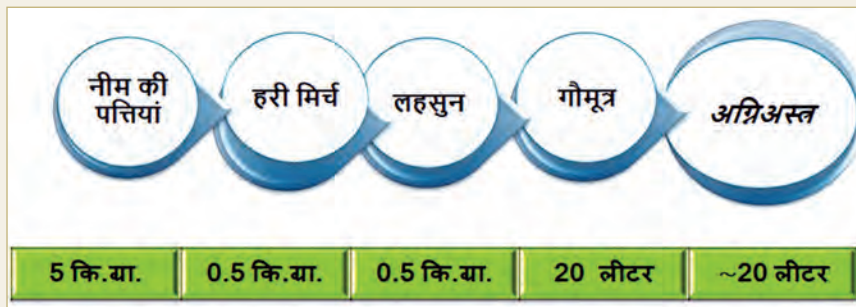 नीम की
पत्तियां
हरी मिर्च
लहसुन
गौमूत्र
अग्निअस्त्र
5 कि.ग्रा.
0.5 कि.ग्रा.
0.5 कि.ग्रा.
20 लीटर
~20 लीटर